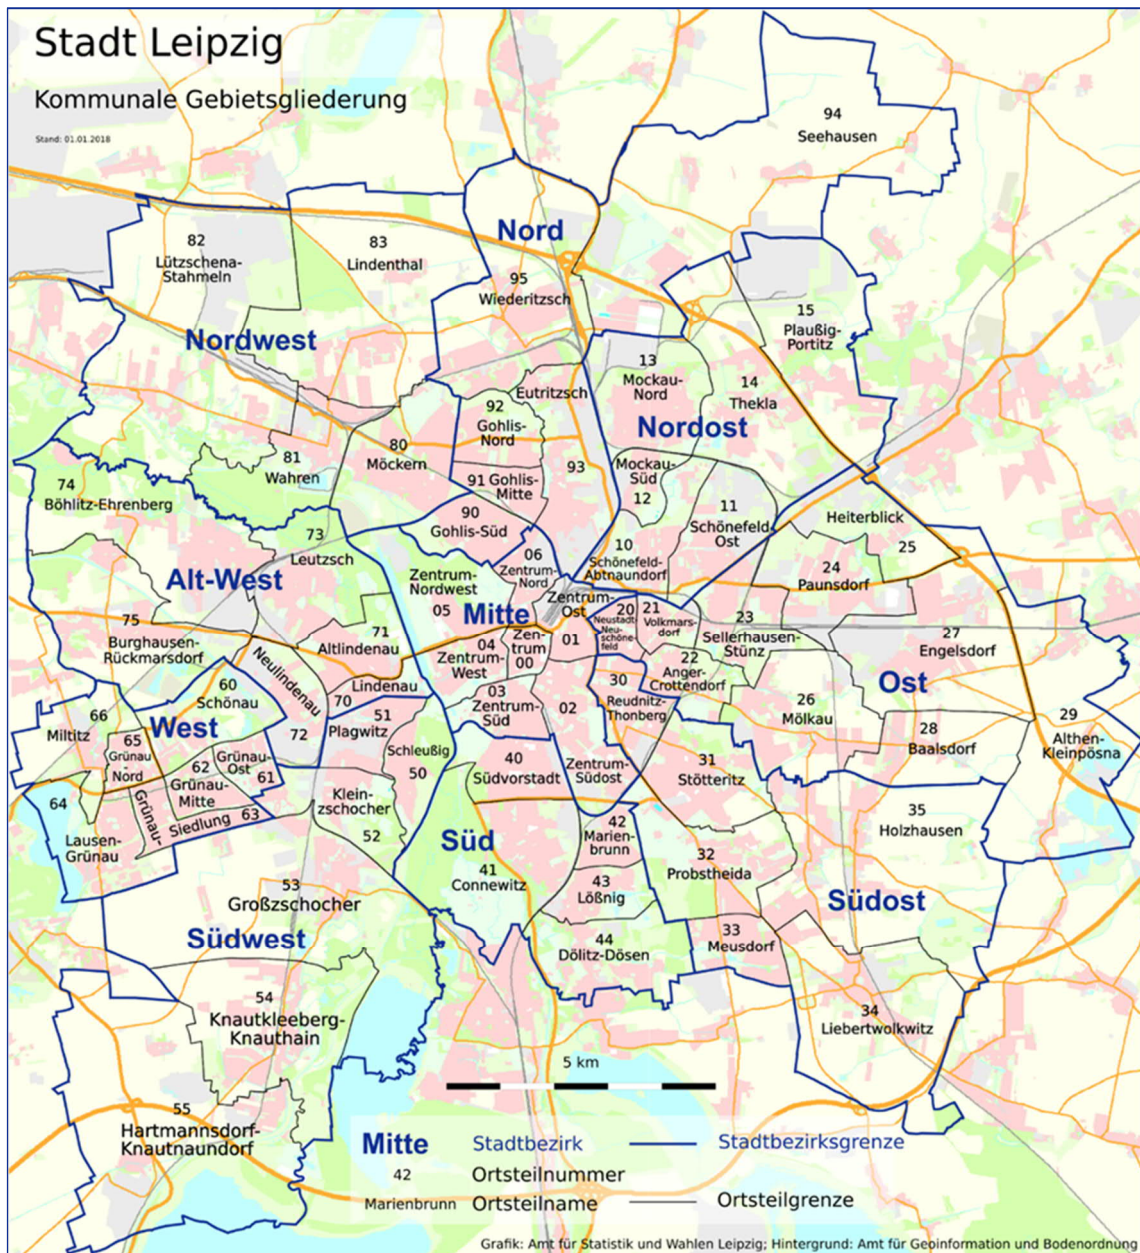 Stadt Leipzig
Kommunale Gebietsgliederung
Stand: 01.01.2018
94
Seehausen
Nord
82
Lützschena-
Stahmeln
83
Lindenthal
95
Wiederitzsch
15
Plaußig-
Portitz
Nordwest
13
Mockau-
Nord
14
Thekla
Eutritzsch
92
Gohlis-
Nord
Nordost
80
Möckern
81
Wahren
93
Mockau-
Süd
12
74
Böhlitz-Ehrenberg
91 Gohlis-
Mitte
11
Schönefeld-
Ost
90
Gohlis-Süd
Heiterblick
25
73
Leutzsch
06
Zentrum-
Nord
10
Schönefeld-
Abtnaundorf
24
Paunsdorf
Alt-West
Zentrum-
Nordwest
05
Mitte
Zentrum-
Ost
01
20
Neustadt-
Neu-
schöne-
feld
21
Volkmars-
dorf
23
Sellerhausen-
Stünz
75
Burghausen-
Rückmarsdorf
71
Altlindenau
04
Zentrum-
West
Zen-
trum
00
27
Engelsdorf
22
Anger-
Crottendorf
Neulindenau
Lindenau
70
60
Schönau
30
Reudnitz-
Thonberg
Ost
26
Mölkau
66
Miltitz
West
72
51
Plagwitz
03
Zentrum-
Süd
02
28
Baalsdorf
29
Althen-
Kleinpösna
65
Grünau
Nord
62
Grünau-
Mitte
Grünau-
Ost
61
Schleußig
50
40
Südvorstadt
Zentrum-
Südost
31
Stötteritz
64
Lausen-
Grünau
Grünau-
Siedlung 63
Klein-
zschocher
52
35
Holzhausen
42
Marien-
brunn
Süd
41
Connewitz
32
Probstheida
43
Lößnig
53
Großzschocher
Südost
Südwest
33
Meusdorf
44
Dölitz-Dösen
54
Knautkleeberg-
Knauthain
34
Liebertwolkwitz
5 km
55
Hartmannsdorf-
Knautnaundorf
Mitte Stadtbezirk Stadtbezirksgrenze
42 Ortsteilnummer
Marienbrunn Ortsteilname Ortsteilgrenze
Grafik: Amt für Statistik und Wahlen Leipzig; Hintergrund: Amt für Geoinformation und Bodenordnung